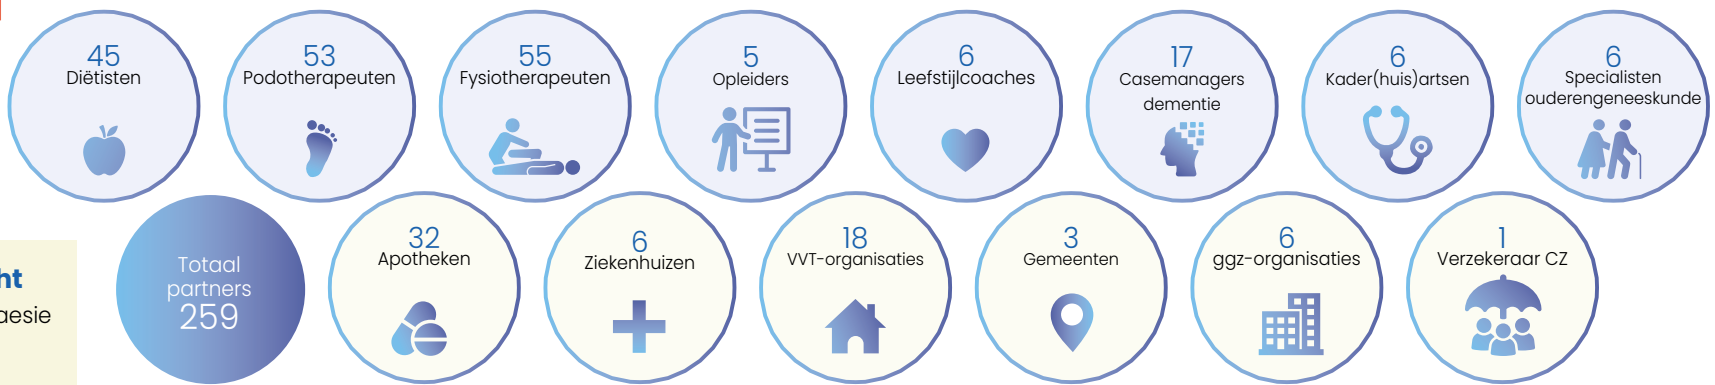 45
Diëtisten
53
Podotherapeuten
55
Fysiotherapeuten
5
Opleiders
6
Leefstijlcoaches
17
Casemanagers
dementie
6
Kader(huis)artsen
6
Specialisten
ouderengeneeskunde
Totaal
partners
259
32
Apotheken
6
Ziekenhuizen
18
VVT-organisaties
3
Gemeenten
6
ggz-organisaties
1
Verzekeraar CZ
ht
aesie